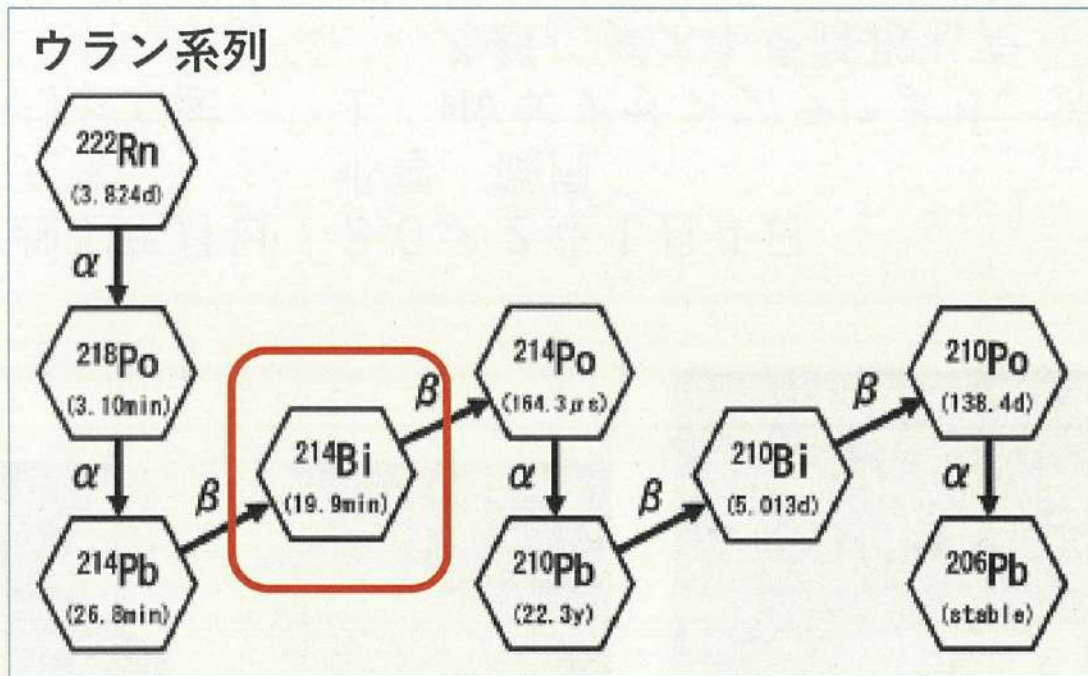 ウラン系列
222Rn
(3.824d)
α
218Po
(3.10min)
α
214Pb
(26.8min)
β
214Bi
(19.9min)
β
214Po
(164.3μs)
α
210Pb
(22.3y)
β
210Bi
(5.013d)
β
210Po
(138.4d)
α
206Pb
(stable)